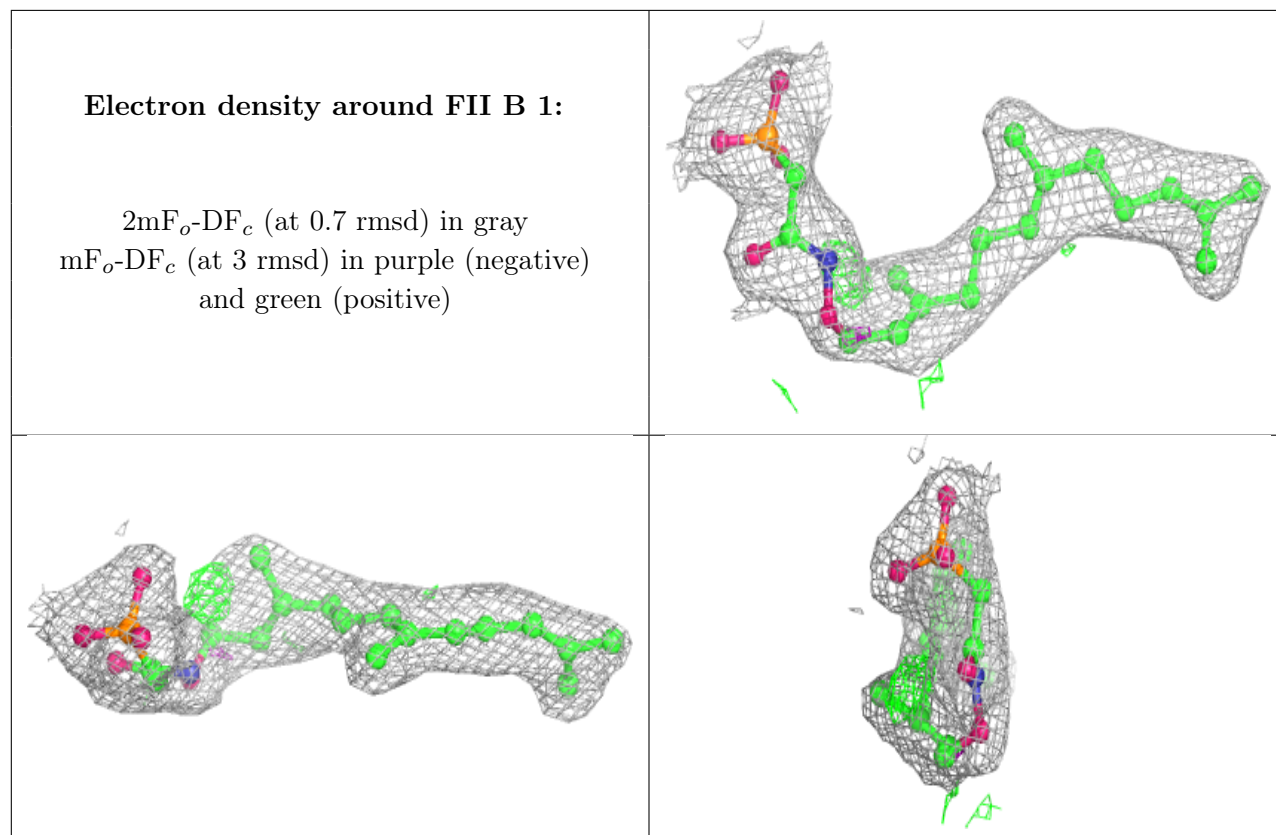 Electron density around FII B 1:
2mFo-DFc (at 0.7 rmsd) in gray
mFo-DFc (at 3 rmsd) in purple (negative)
and green (positive)